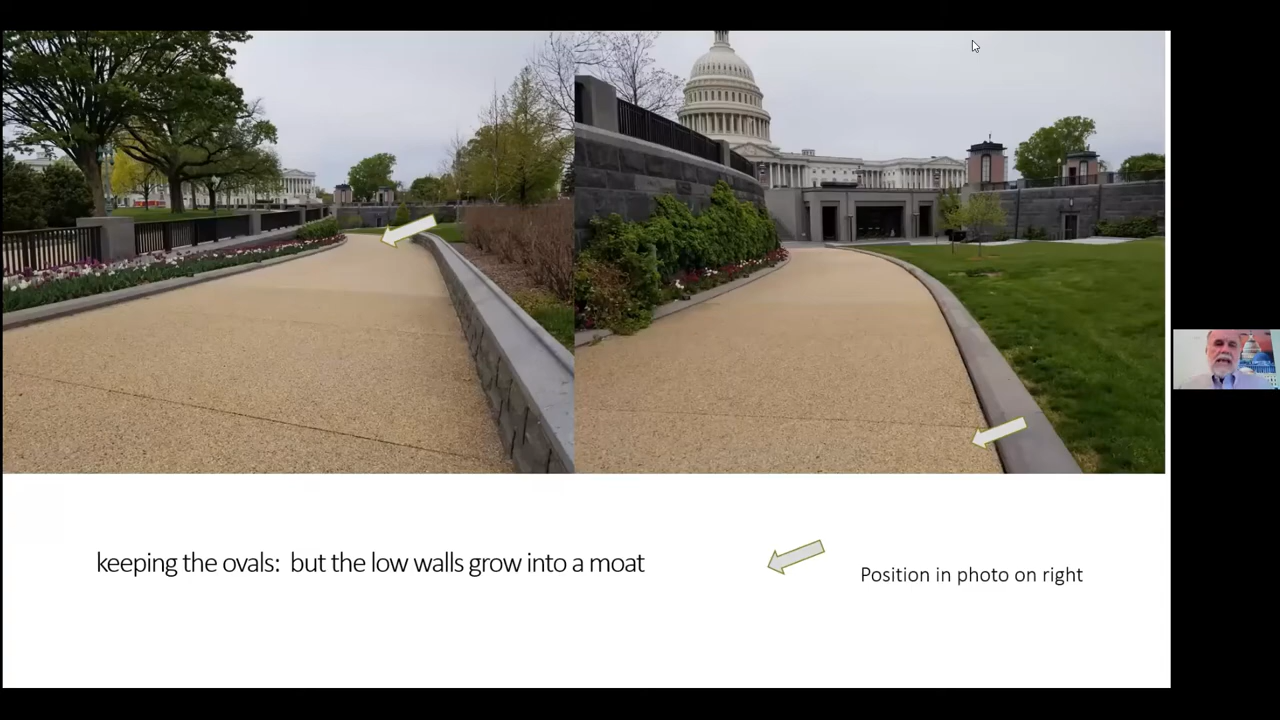 keeping the ovals:  but the low walls grow into a moat
Position in photo on right